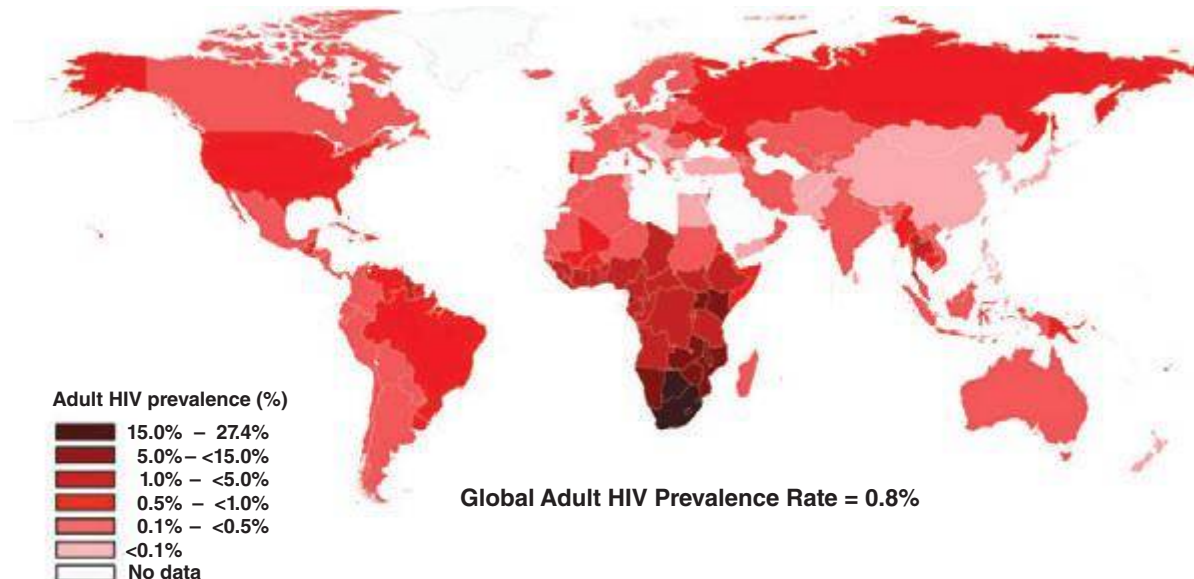 Adult HIV prevalence (%)
15.0% – 27.4%
5.0% – <15.0%
1.0% – <5.0%
0.5% – <1.0%
0.1% – <0.5%
<0.1%
No data
Global Adult HIV Prevalence Rate = 0.8%